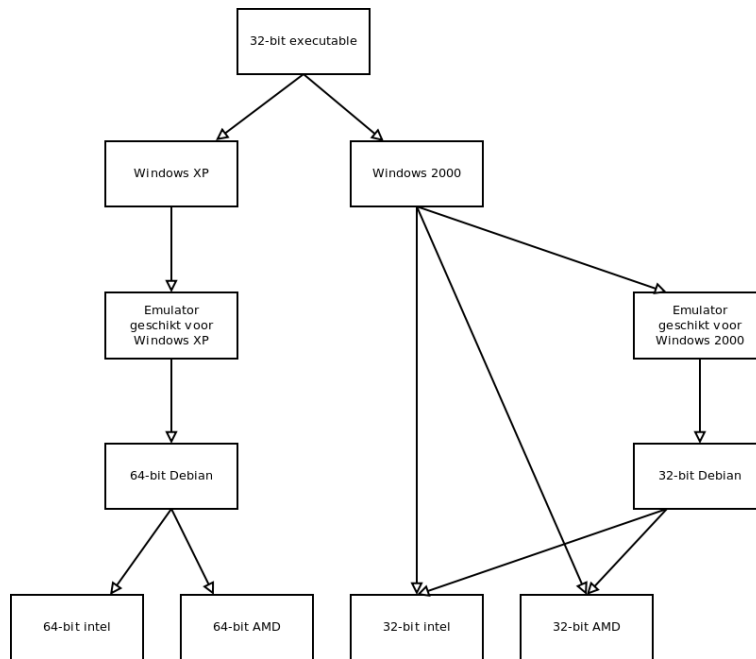 32-bit executable
Windows XP
Windows 2000
Emulator
geschikt voor
Windows XP
Emulator
geschikt voor
Windows 2000
64-bit Debian
32-bit Debian
64-bit intel
64-bit AMD
32-bit intel
32-bit AMD